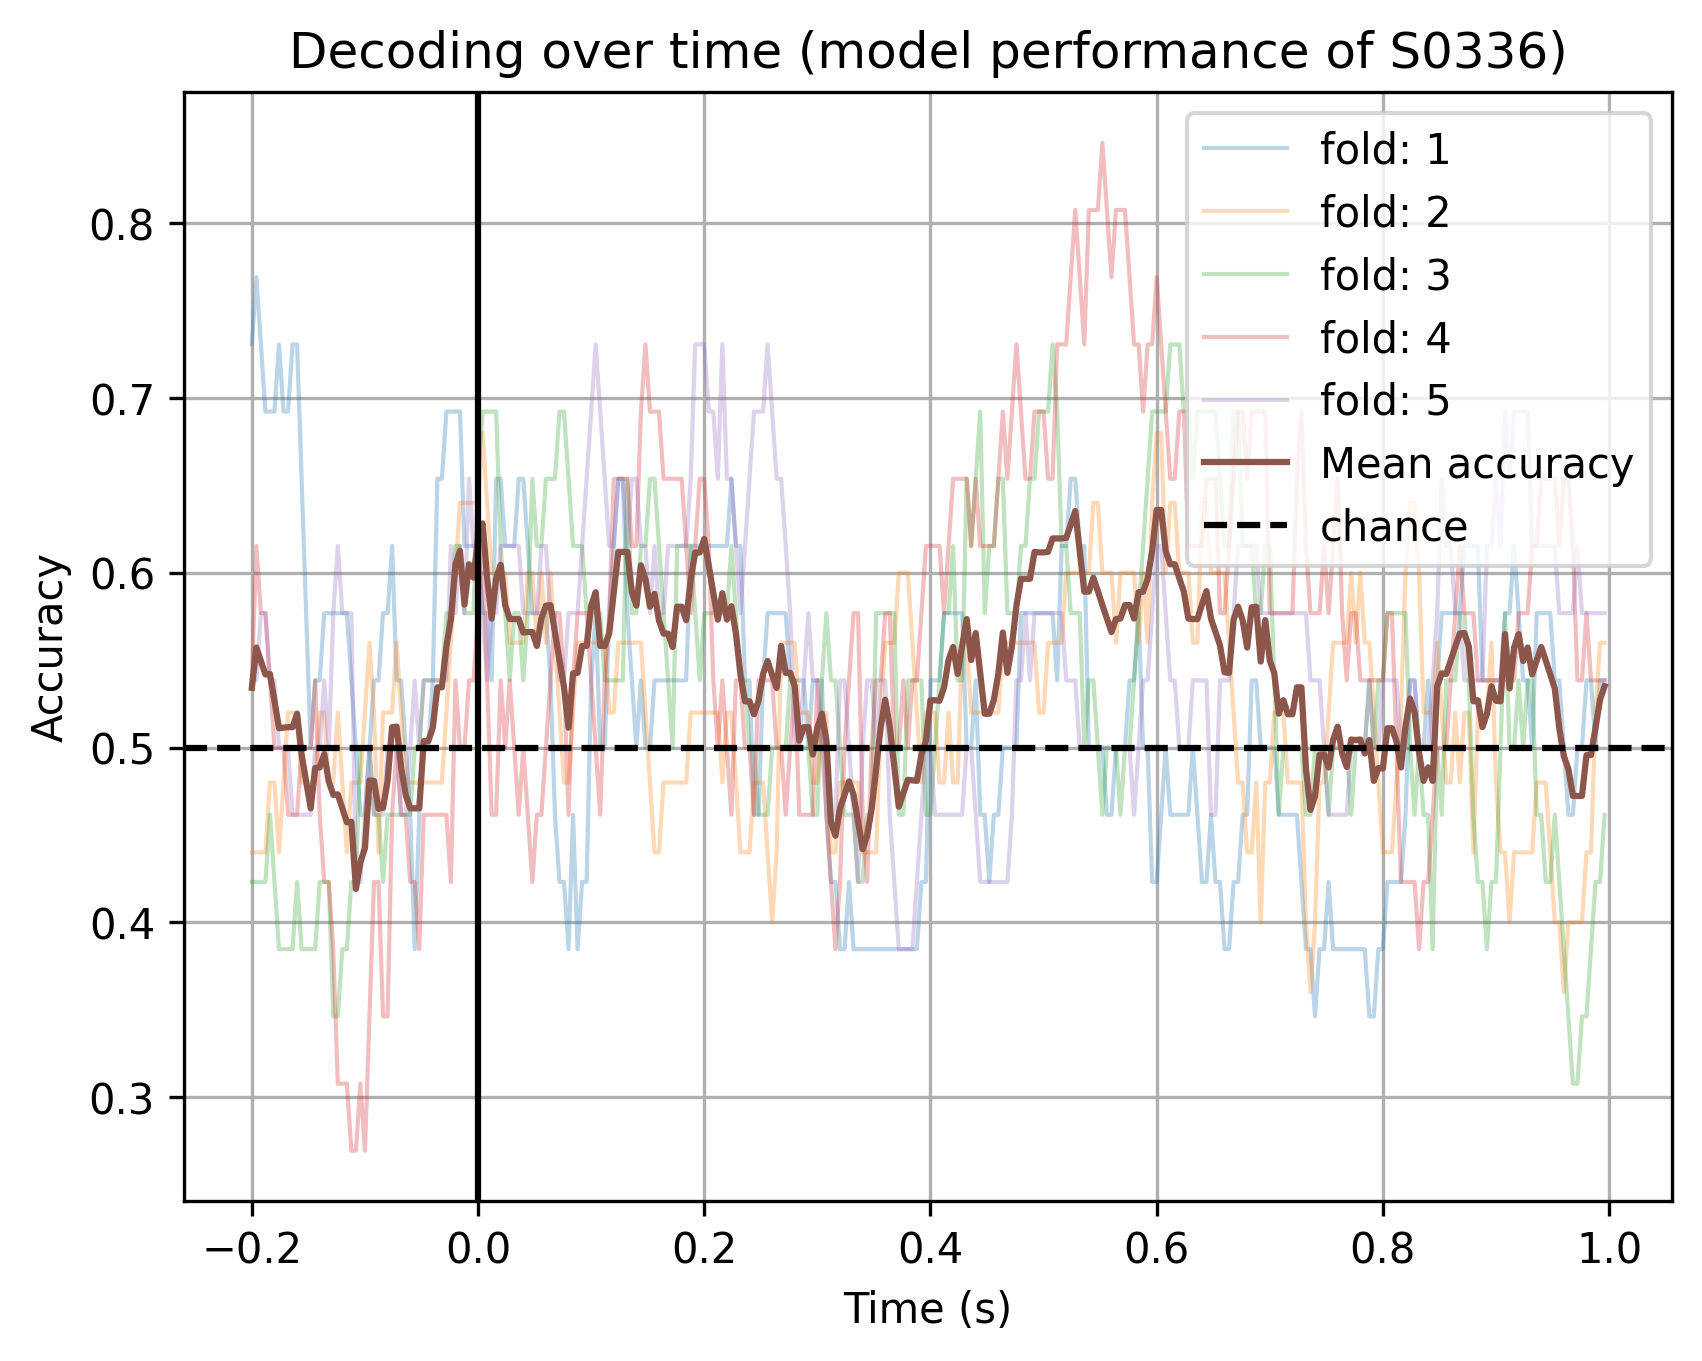 Decoding over time (model performance of S0336)
fold: 1
fold: 2
fold: 3
fold: 4
fold: 5
Mean accuracy
chance
Accuracy
0.8
0.7
0.6
0.5
0.4
0.3
−0.2 0.0 0.2 0.4 0.6 0.8 1.0
Time (s)